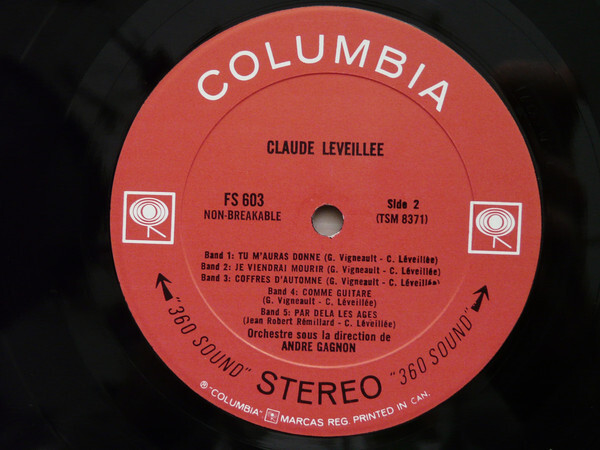 COLUMBIA
CLAUDE LEVEILLEE
FS 603
NON-BREAKABLE
Side 2
(TSM 8371)
Band 1: TU M'AURAS DONNE (G. Vigneault - C. Léveillée)
Band 2: JE VIENDRAI MOURIR (G. Vigneault - C. Léveillée)
Band 3: COFFRES D'AUTOMNE (G. Vigneault - C. Léveillée)
Band 4: COMME GUITARE
(G. Vigneault - C. Léveillée)
Band 5: PAR DELA LES AGES
(Jean Robert Rémillard - C. Léveillée)
Orchestre sous la direction de
ANDRE GAGNON
"360 SOUND" STEREO "360 SOUND"
® "COLUMBIA" MARCAS REG. PRINTED IN CAN.